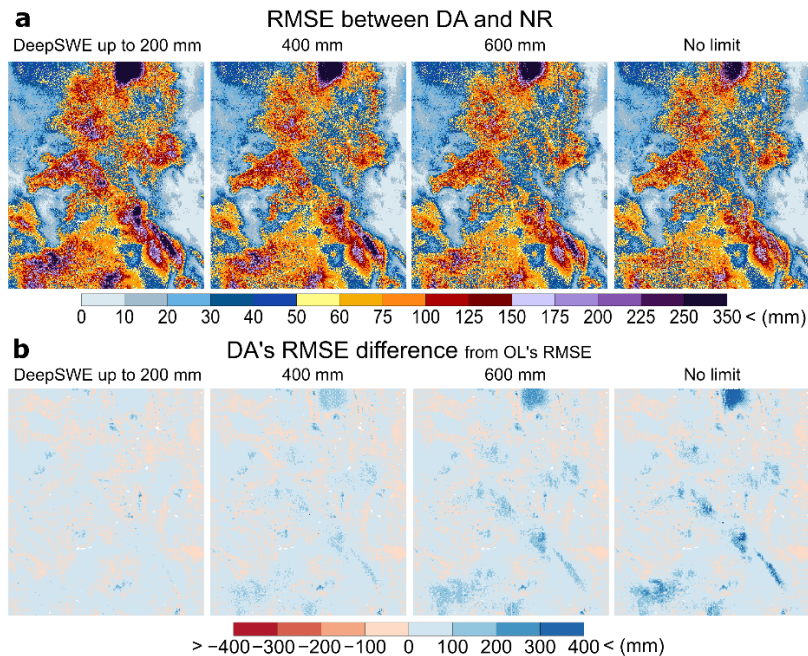 a
RMSE between DA and NR
DeepSWE up to 200 mm 400 mm 600 mm No limit
0 10 20 30 40 50 60 75 100 125 150 175 200 225 250 350 < (mm)
b
DA's RMSE difference from OL's RMSE
DeepSWE up to 200 mm 400 mm 600 mm No limit
> −400 −300 −200 −100 0 100 200 300 400 < (mm)